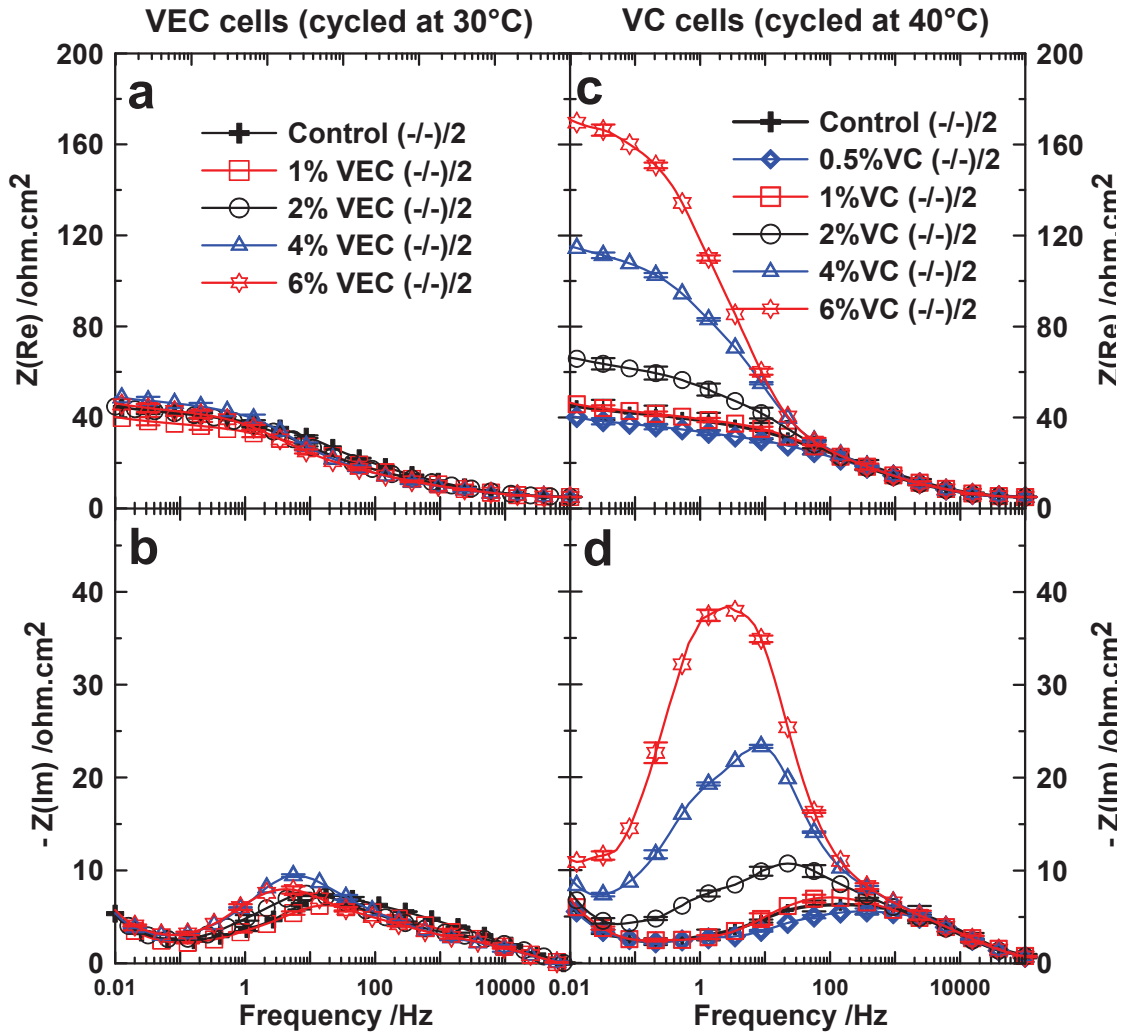 VEC cells (cycled at 30°C)
VC cells (cycled at 40°C)
a
Control (-/-)/2
1% VEC (-/-)/2
2% VEC (-/-)/2
4% VEC (-/-)/2
6% VEC (-/-)/2
200
160
120
80
40
0
Z(Re) /ohm.cm²
c
Control (-/-)/2
0.5%VC (-/-)/2
1%VC (-/-)/2
2%VC (-/-)/2
4%VC (-/-)/2
6%VC (-/-)/2
200
160
120
80
40
0
Z(Re) /ohm.cm²
b
40
30
20
10
0
- Z(Im) /ohm.cm²
0.01
1
100
10000
Frequency /Hz
d
40
30
20
10
0
- Z(Im) /ohm.cm²
0.01
1
100
10000
Frequency /Hz